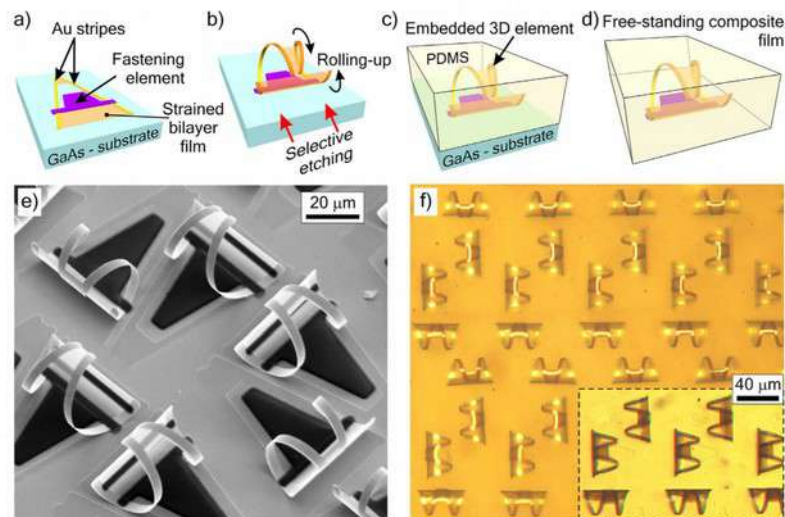 a)
Au stripes
Fastening
element
Strained
bilayer
film
GaAs - substrate
b)
Rolling-up
Selective
etching
c)
Embedded 3D element
PDMS
GaAs - substrate
d)
Free-standing composite
film
e)
20 μm
f)
40 μm